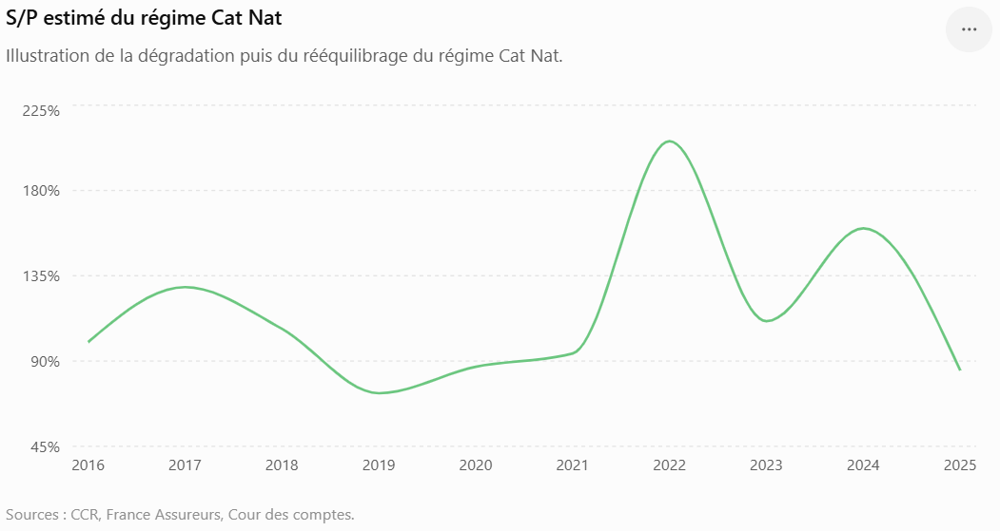 S/P estimé du régime Cat Nat
Illustration de la dégradation puis du rééquilibrage du régime Cat Nat.
225%
180%
135%
90%
45%
2016 2017 2018 2019 2020 2021 2022 2023 2024 2025
Sources : CCR, France Assureurs, Cour des comptes.